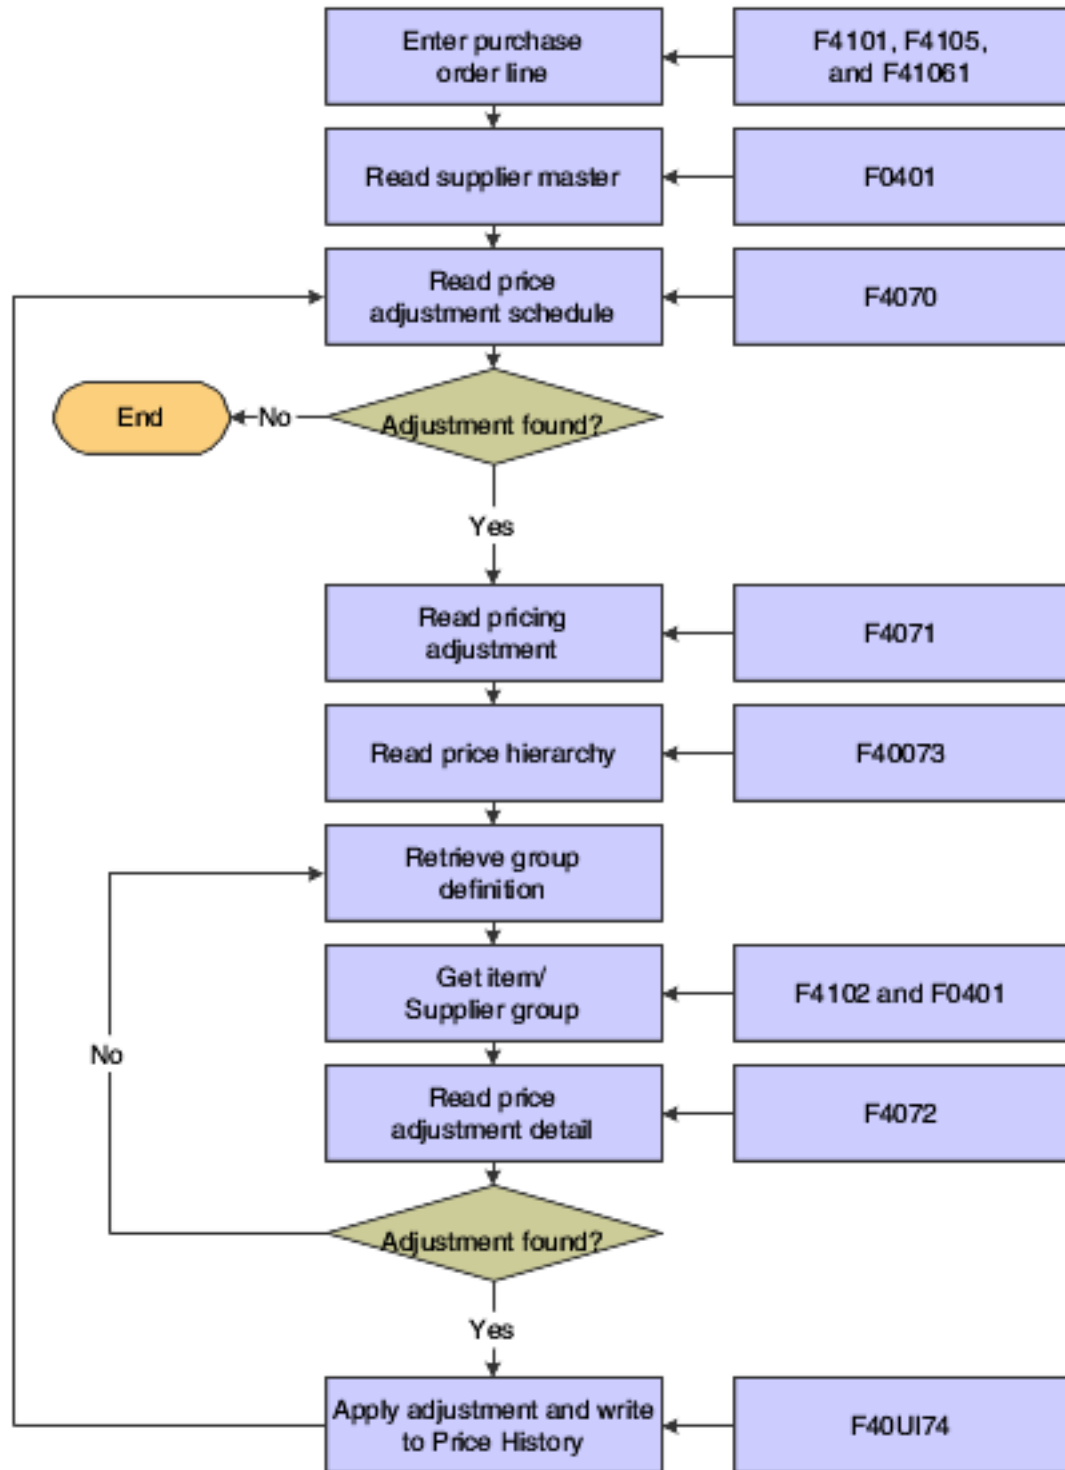 Enter purchase
order line
F4101, F4105,
and F41061
Read supplier master
F0401
Read price
adjustment schedule
F4070
End
No
Adjustment found?
Yes
Read pricing
adjustment
F4071
Read price hierarchy
F40073
Retrieve group
definition
Get item/
Supplier group
F4102 and F0401
No
Read price
adjustment detail
F4072
Adjustment found?
Yes
Apply adjustment and write
to Price History
F40UI74